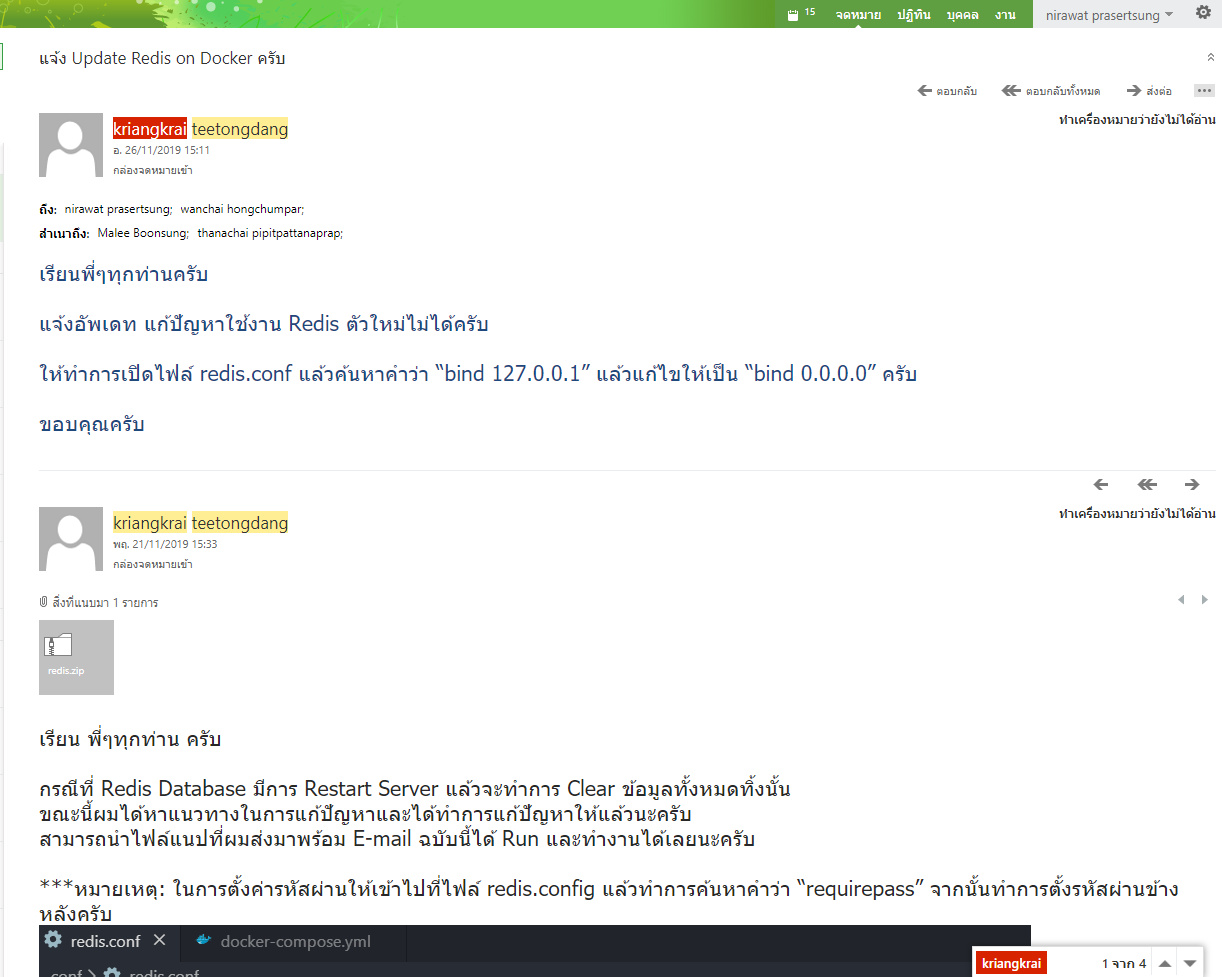 15 จดหมาย ปฏิทิน บุคคล งาน nirawat prasertsung
แจ้ง Update Redis on Docker ครับ
ตอบกลับ ตอบกลับทั้งหมด ส่งต่อ
ทำเครื่องหมายว่ายังไม่ได้อ่าน
kriangkrai teetongdang
อ. 26/11/2019 15:11
กล่องจดหมายเข้า
ถึง: nirawat prasertsung; wanchai hongchumpar;
สำเนาถึง: Malee Boonsung; thanachai pipitpattanaprap;
เรียนพี่ๆทุกท่านครับ
แจ้งอัพเดท แก้ปัญหาใช้งาน Redis ตัวใหม่ไม่ได้ครับ
ให้ทำการเปิดไฟล์ redis.conf แล้วค้นหาคำว่า “bind 127.0.0.1” แล้วแก้ไขให้เป็น “bind 0.0.0.0” ครับ
ขอบคุณครับ
ทำเครื่องหมายว่ายังไม่ได้อ่าน
kriangkrai teetongdang
พฤ. 21/11/2019 15:33
กล่องจดหมายเข้า
สิ่งที่แนบมา 1 รายการ
redis.zip
เรียน พี่ๆทุกท่าน ครับ
กรณีที่ Redis Database มีการ Restart Server แล้วจะทำการ Clear ข้อมูลทั้งหมดทิ้งนั้น
ขณะนี้ผมได้หาแนวทางในการแก้ปัญหาและได้ทำการแก้ปัญหาให้แล้วนะครับ
สามารถนำไฟล์แนปที่ผมส่งมาพร้อม E-mail ฉบับนี้ได้ Run และทำงานได้เลยนะครับ
***หมายเหตุ: ในการตั้งค่ารหัสผ่านให้เข้าไปที่ไฟล์ redis.config แล้วทำการค้นหาคำว่า “requirepass” จากนั้นทำการตั้งรหัสผ่านข้าง
หลังครับ
redis.conf docker-compose.yml
conf > redis.conf
kriangkrai 1 จาก 4